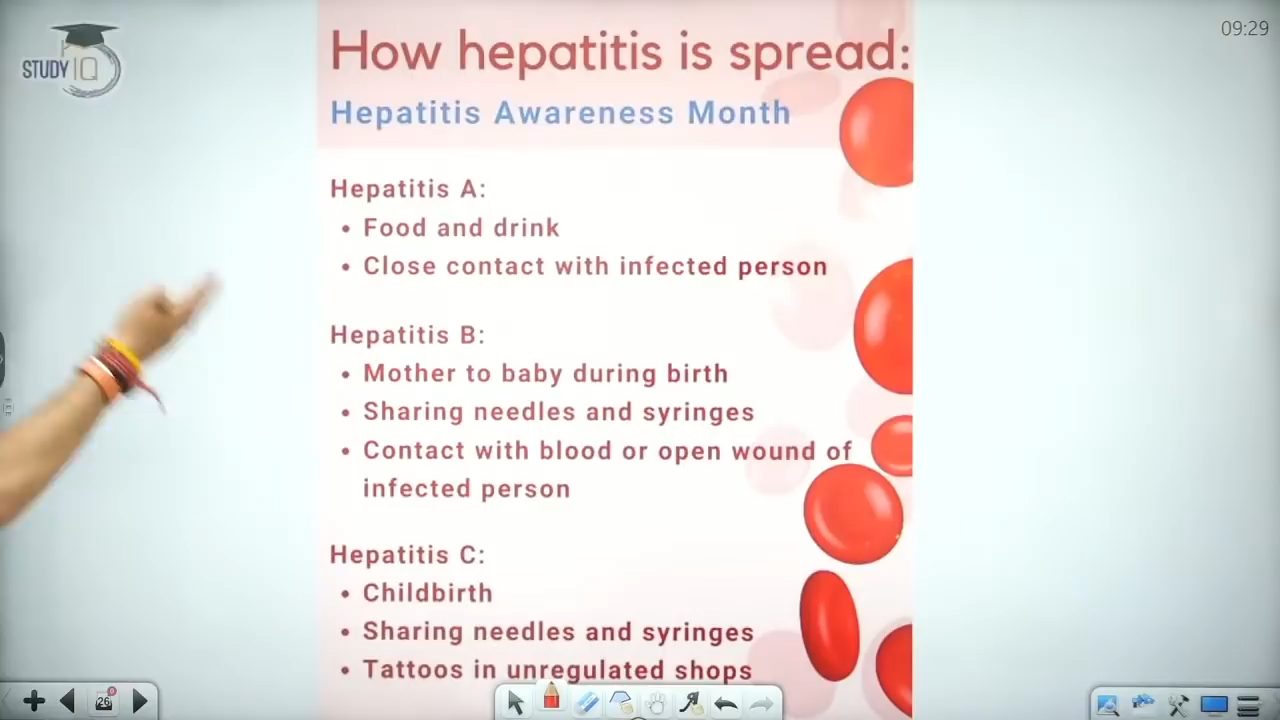 STUDY IQ
09:29
How hepatitis is spread:
Hepatitis Awareness Month
Hepatitis A:
• Food and drink
• Close contact with infected person
Hepatitis B:
• Mother to baby during birth
• Sharing needles and syringes
• Contact with blood or open wound of
infected person
Hepatitis C:
• Childbirth
• Sharing needles and syringes
• Tattoos in unregulated shops
26